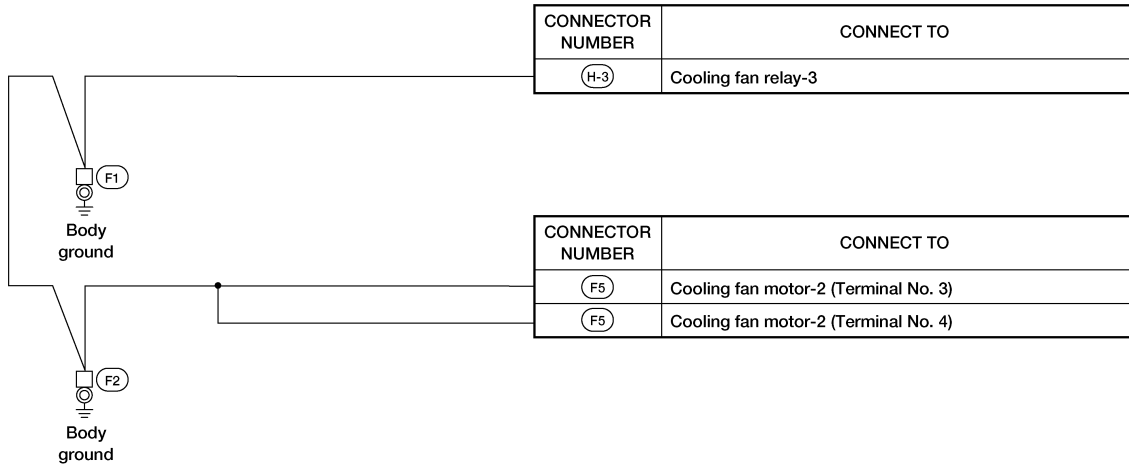 CONNECTOR
NUMBER
CONNECT TO
H-3
Cooling fan relay-3
F1
Body
ground
CONNECTOR
NUMBER
CONNECT TO
F5
Cooling fan motor-2 (Terminal No. 3)
F5
Cooling fan motor-2 (Terminal No. 4)
F2
Body
ground